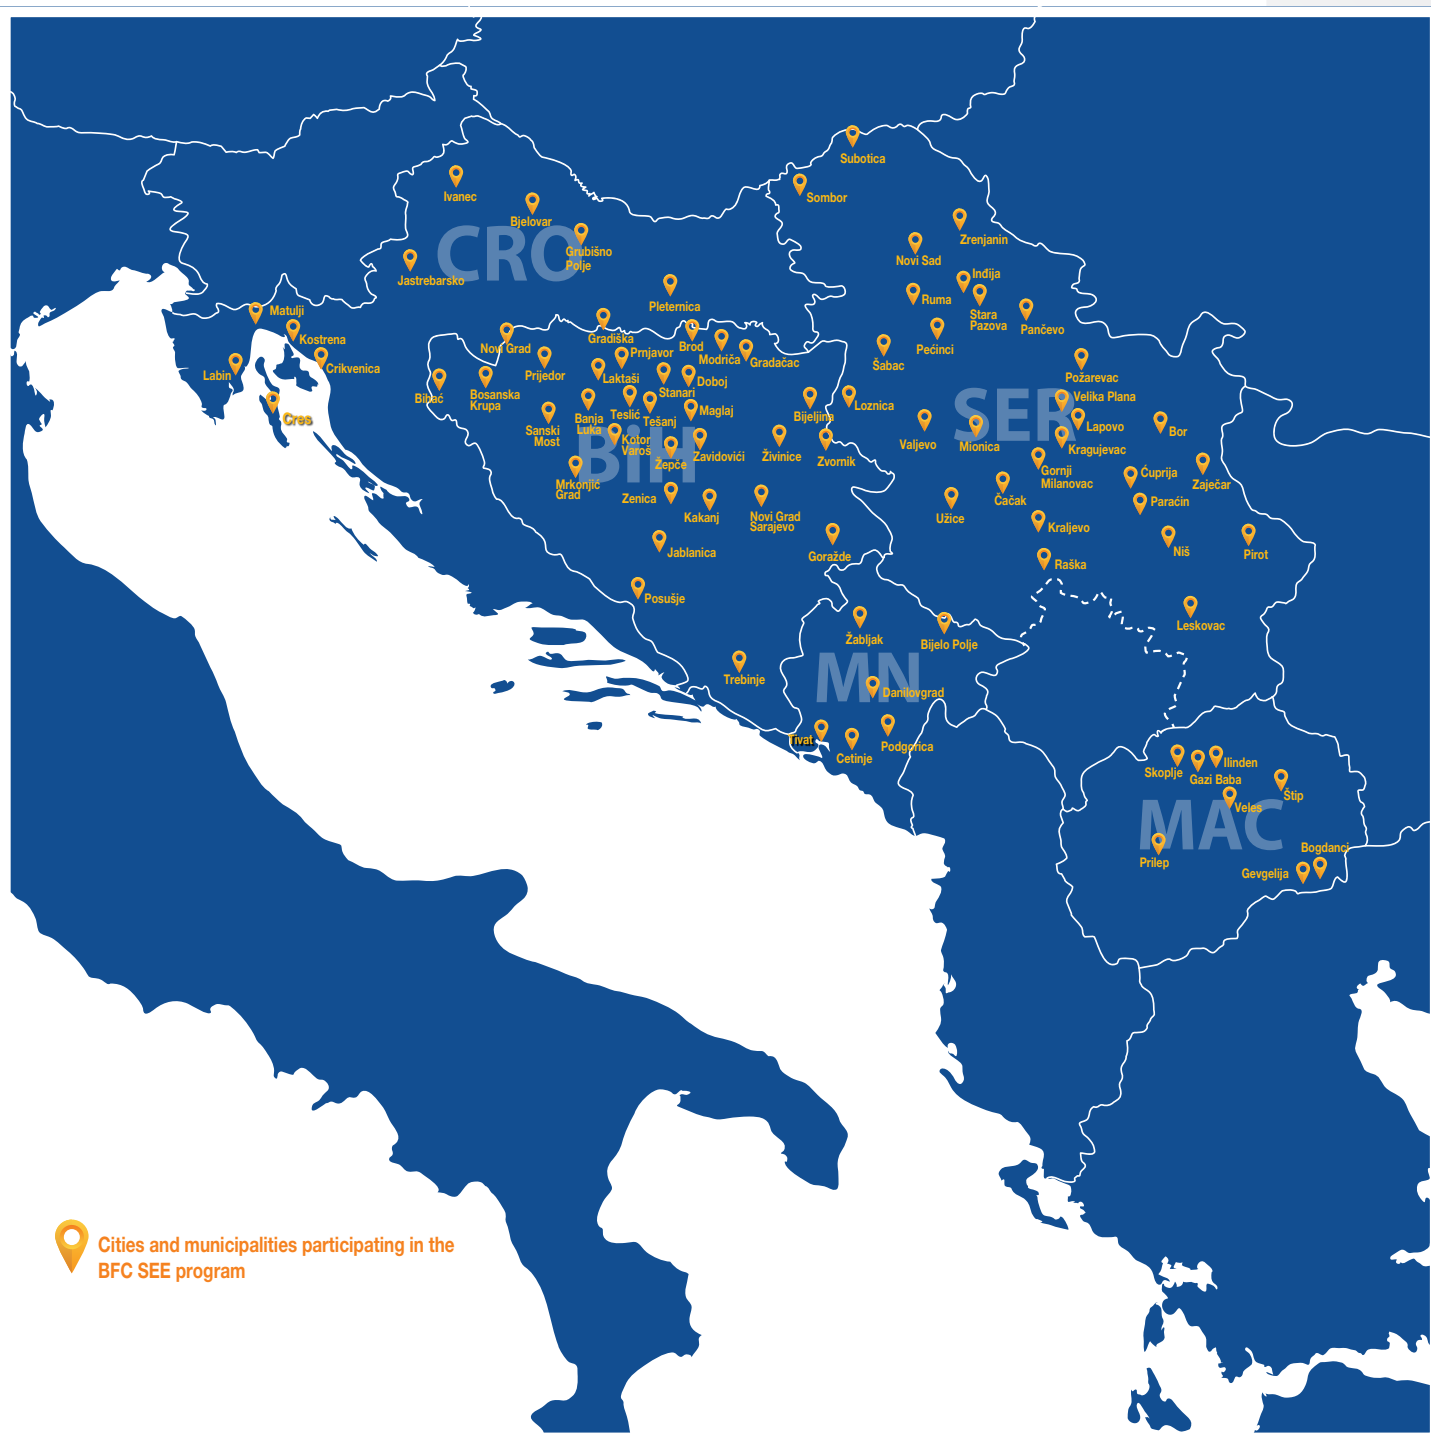 Subotica
Sombor
Ivanec
Bjelovar
Zrenjanin
CRO
Grubišno
Polje
Novi Sad
Jastrebarsko
Inđija
Ruma
Pleternica
Stara
Pazova
Matulji
Pančevo
Kostrena
Gradiška
Novi Grad
Brod
Prnjavor
Modriča
Gradačac
Pećinci
Šabac
Crikvenica
Labin
Prijedor
Laktaši
Doboj
Požarevac
Bihać
Bosanska
Krupa
Stanari
Velika Plana
Loznica
Cres
Banja
Luka
Teslić
Tešanj
Maglaj
Bijeljina
SER
Lapovo
Sanski
Most
Kotor
Varoš
BiH
Valjevo
Mionica
Kragujevac
Bor
Žepče
Zavidovići
Živinice
Zvornik
Gornji
Milanovac
Ćuprija
Zaječar
Mrkonjić
Grad
Zenica
Čačak
Paraćin
Kakanj
Novi Grad
Sarajevo
Užice
Kraljevo
Jablanica
Goražde
Niš
Pirot
Raška
Posušje
Leskovac
Žabljak
Bijelo Polje
Trebinje
MN
Danilovgrad
Tivat
Cetinje
Podgorica
Skoplje
Gazi Baba
Ilinden
Štip
Veles
MAC
Prilep
Bogdanci
Gevgelija
Cities and municipalities participating in the
BFC SEE program